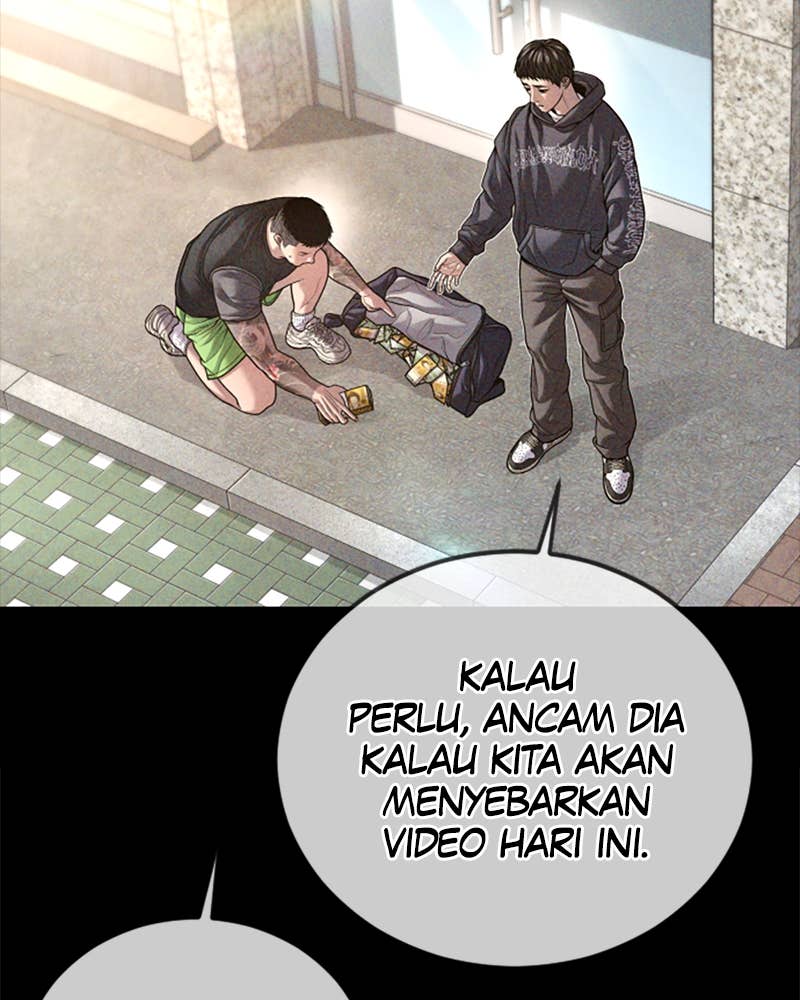 KALAU
PERLU, ANCAM DIA
KALAU KITA AKAN
MENYEBARKAN
VIDEO HARI INI.